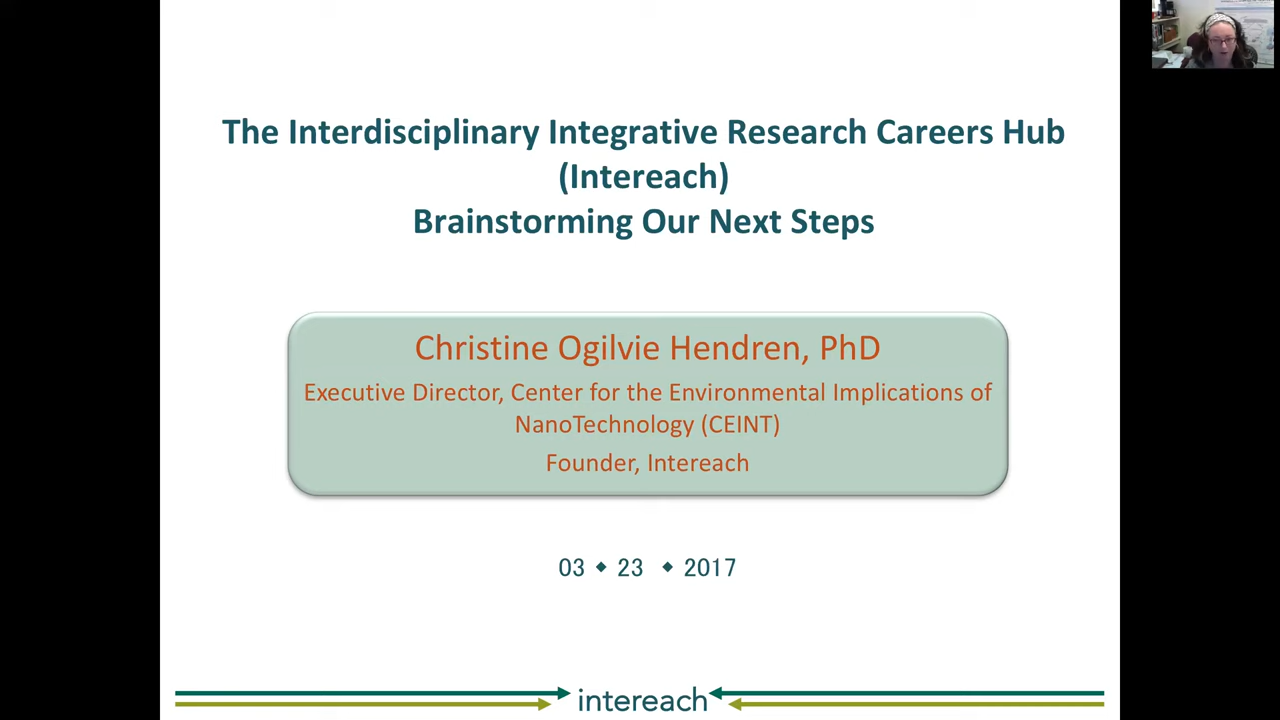 The Interdisciplinary Integrative Research Careers Hub
(Intereach)
Brainstorming Our Next Steps
Christine Ogilvie Hendren, PhD
Executive Director, Center for the Environmental Implications of
NanoTechnology (CEINT)
Founder, Intereach
03 ◆ 23 ◆ 2017
intereach